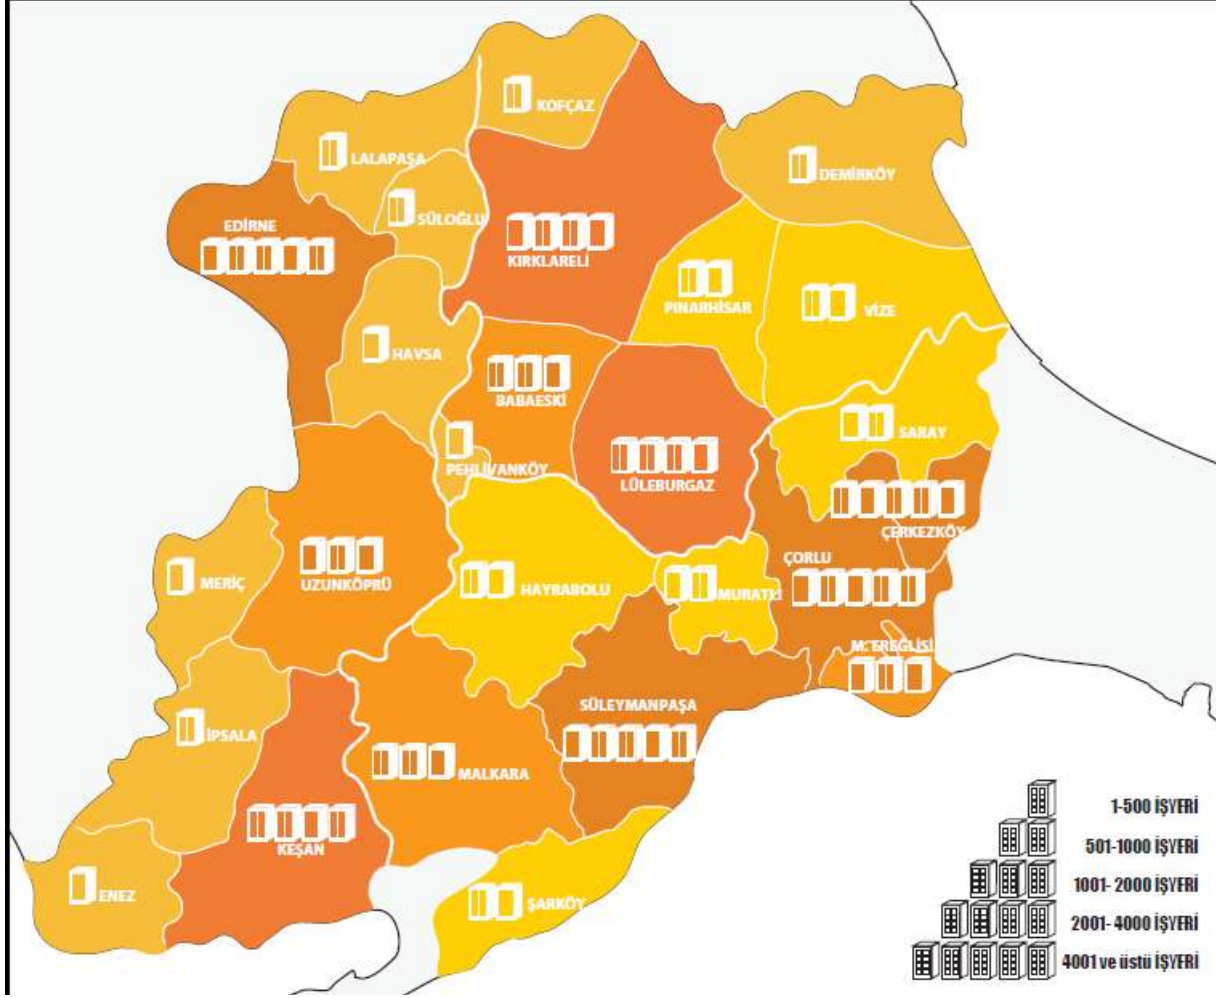 KOFÇAZ
LALAPAŞA
DEMİRKÖY
SÜLOĞLU
EDİRNE
KIRKLARELİ
PINARHİSAR
VİZE
HAVSA
BABAESKİ
SARAY
PEHLİVANKÖY
LÜLEBURGAZ
ÇERKEZKÖY
ÇORLU
MERİÇ
UZUNKÖPRÜ
HAYRABOLU
MURATLI
M. EREĞLİSİ
SÜLEYMANPAŞA
İPSALA
MALKARA
KEŞAN
ENEZ
ŞARKÖY
1-500 İŞYERİ
501-1000 İŞYERİ
1001- 2000 İŞYERİ
2001- 4000 İŞYERİ
4001 ve üstü İŞYERİ